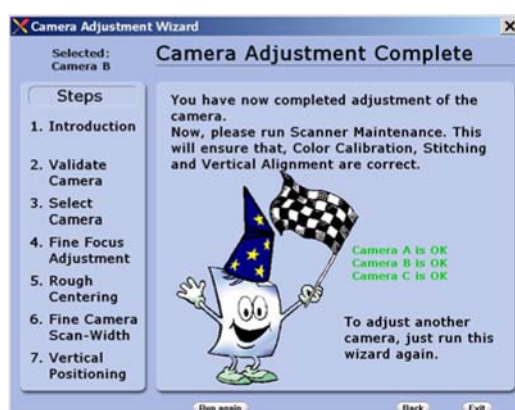 Camera Adjustment Wizard
Selected:
Camera B
Camera Adjustment Complete
Steps
1. Introduction
2. Validate
Camera
3. Select
Camera
4. Fine Focus
Adjustment
5. Rough
Centering
6. Fine Camera
Scan-Width
7. Vertical
Positioning
You have now completed adjustment of the
camera.
Now, please run Scanner Maintenance. This
will ensure that, Color Calibration, Stitching
and Vertical Alignment are correct.
Camera A is OK
Camera B is OK
Camera C is OK
To adjust another
camera, just run this
wizard again.
Run again
Back
Exit